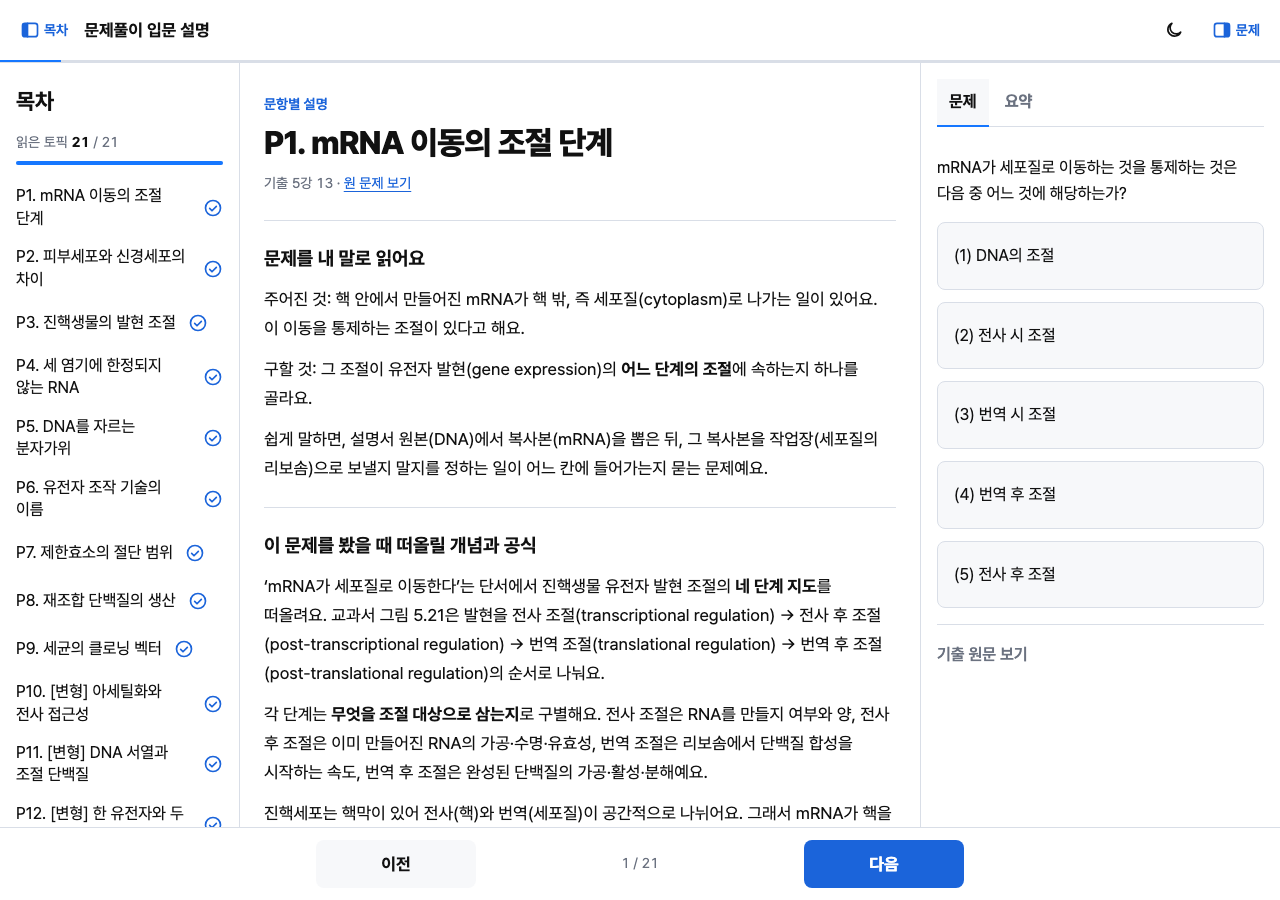 목차
문제풀이 입문 설명
문제
목차
읽은 토픽 21 / 21
P1. mRNA 이동의 조절
단계
P2. 피부세포와 신경세포의
차이
P3. 진핵생물의 발현 조절
P4. 세 염기에 한정되지
않는 RNA
P5. DNA를 자르는
분자가위
P6. 유전자 조작 기술의
이름
P7. 제한효소의 절단 범위
P8. 재조합 단백질의 생산
P9. 세균의 클로닝 벡터
P10. [변형] 아세틸화와
전사 접근성
P11. [변형] DNA 서열과
조절 단백질
P12. [변형] 한 유전자와 두
문항별 설명
P1. mRNA 이동의 조절 단계
기출 5강 13 · 원 문제 보기
문제를 내 말로 읽어요
주어진 것: 핵 안에서 만들어진 mRNA가 핵 밖, 즉 세포질(cytoplasm)로 나가는 일이 있어요.
이 이동을 통제하는 조절이 있다고 해요.
구할 것: 그 조절이 유전자 발현(gene expression)의 어느 단계의 조절에 속하는지 하나를
골라요.
쉽게 말하면, 설명서 원본(DNA)에서 복사본(mRNA)을 뽑은 뒤, 그 복사본을 작업장(세포질의
리보솜)으로 보낼지 말지를 정하는 일이 어느 칸에 들어가는지 묻는 문제예요.
이 문제를 봤을 때 떠올릴 개념과 공식
‘mRNA가 세포질로 이동한다’는 단서에서 진핵생물 유전자 발현 조절의 네 단계 지도를
떠올려요. 교과서 그림 5.21은 발현을 전사 조절(transcriptional regulation) → 전사 후 조절
(post-transcriptional regulation) → 번역 조절(translational regulation) → 번역 후 조절
(post-translational regulation)의 순서로 나눠요.
각 단계는 무엇을 조절 대상으로 삼는지로 구별해요. 전사 조절은 RNA를 만들지 여부와 양, 전사
후 조절은 이미 만들어진 RNA의 가공·수명·유효성, 번역 조절은 리보솜에서 단백질 합성을
시작하는 속도, 번역 후 조절은 완성된 단백질의 가공·활성·분해예요.
진핵세포는 핵막이 있어 전사(핵)와 번역(세포질)이 공간적으로 나뉘어요. 그래서 mRNA가 핵을
문제
요약
mRNA가 세포질로 이동하는 것을 통제하는 것은
다음 중 어느 것에 해당하는가?
(1) DNA의 조절
(2) 전사 시 조절
(3) 번역 시 조절
(4) 번역 후 조절
(5) 전사 후 조절
기출 원문 보기
이전
1 / 21
다음